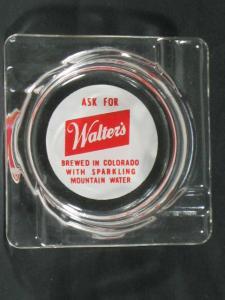 ASK FOR
Walter's
BREWED IN COLORADO
WITH SPARKLING
MOUNTAIN WATER